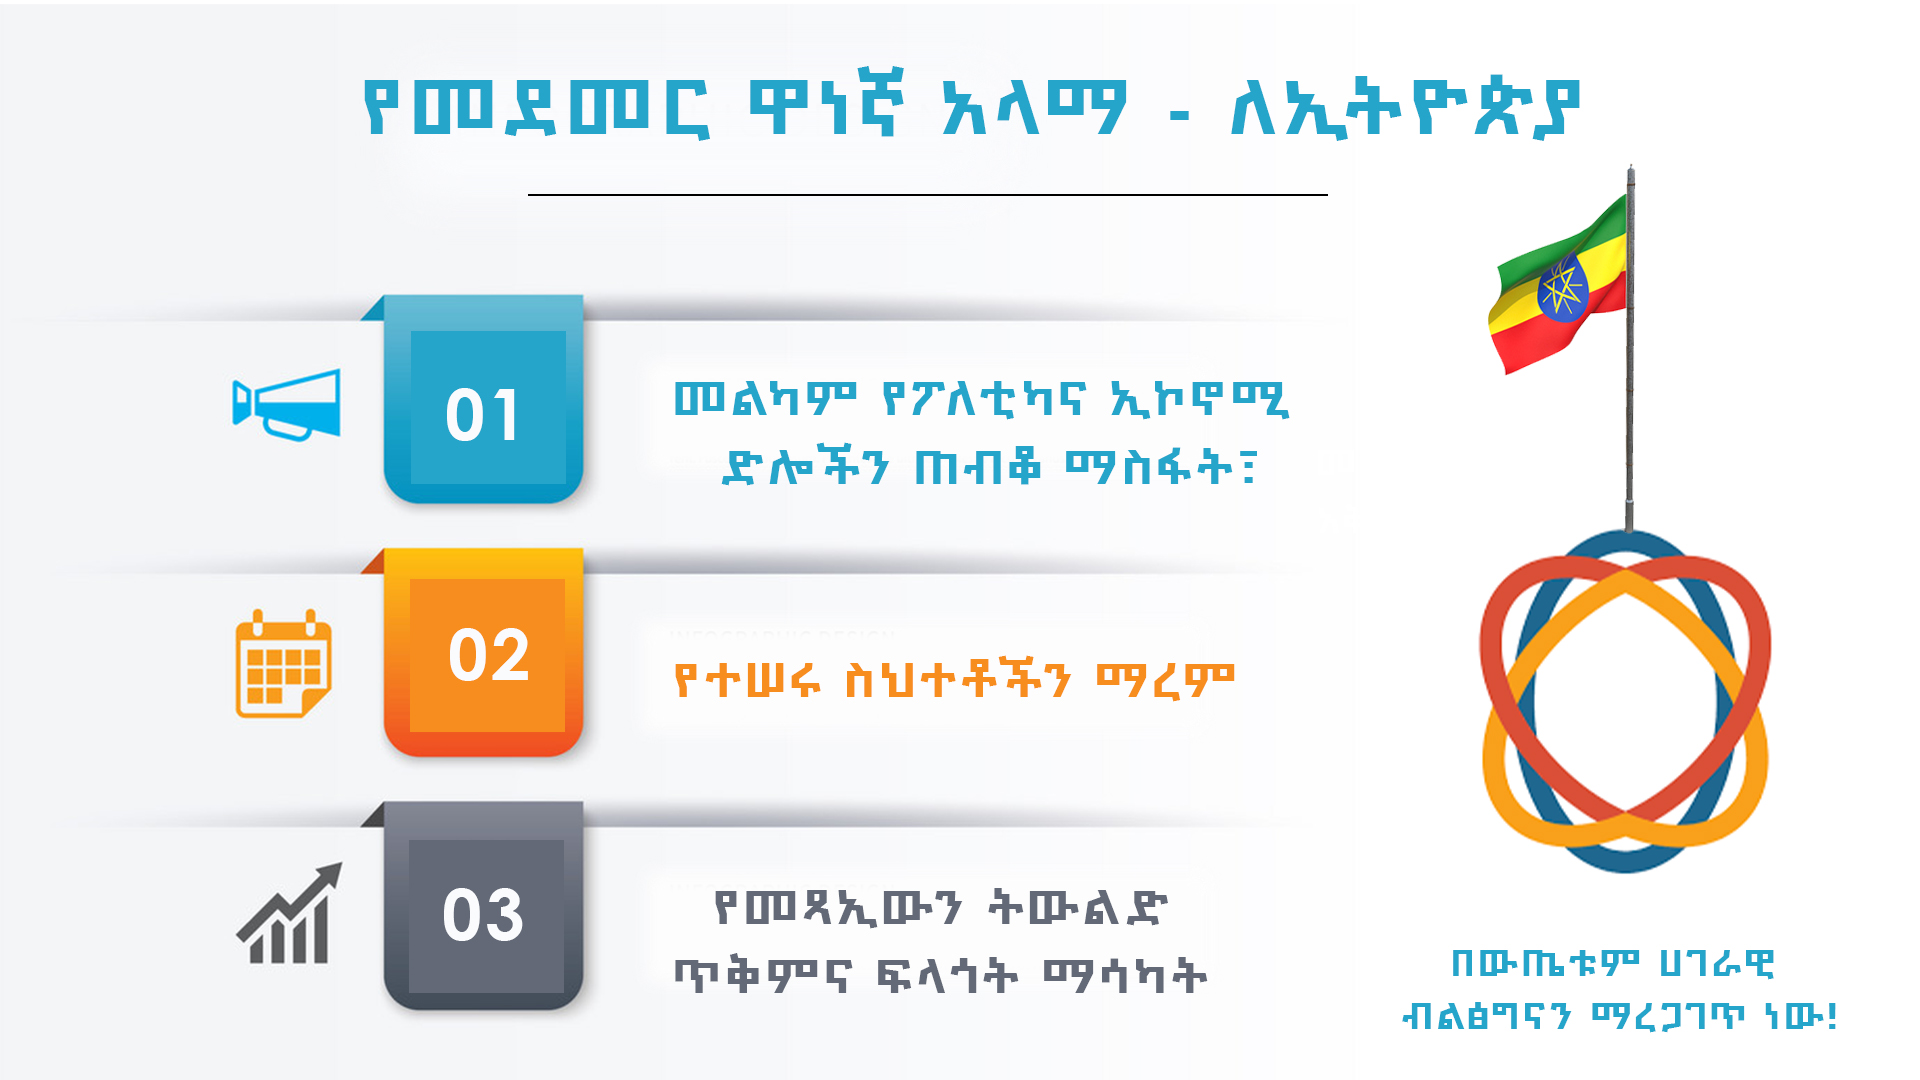 የመደመር ዋነኛ አላማ - ለኢትዮጵያ
01
መልካም የፖለቲካና ኢኮኖሚ
ድሎችን ጠብቆ ማስፋት፣
02
የተሠሩ ስህተቶችን ማረም
03
የመጻኢውን ትውልድ
ጥቅምና ፍላጎት ማሳካት
በውጤቱም ሀገራዊ
ብልፅግናን ማረጋገጥ ነው!